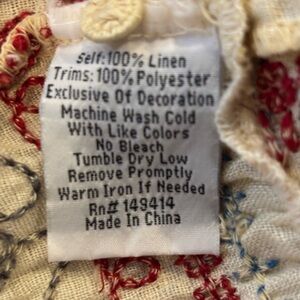 Self: 100% Linen
Trims: 100% Polyester
Exclusive Of Decoration
Machine Wash Cold
With Like Colors
No Bleach
Tumble Dry Low
Remove Promptly
Warm Iron If Needed
Rn# 149414
Made In China